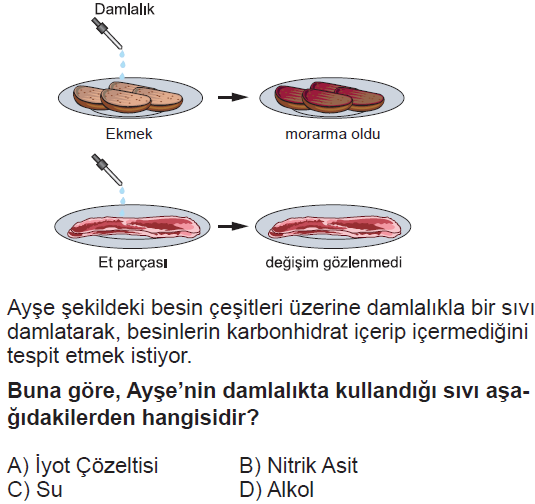 Damlalık
Ekmek
morarma oldu
Et parçası
değişim gözlenmedi
Ayşe şekildeki besin çeşitleri üzerine damlalıkla bir sıvı
damlatarak, besinlerin karbonhidrat içerip içermediğini
tespit etmek istiyor.
Buna göre, Ayşe’nin damlalıkta kullandığı sıvı aşa-
ğıdakilerden hangisidir?
A) İyot Çözeltisi B) Nitrik Asit
C) Su D) Alkol